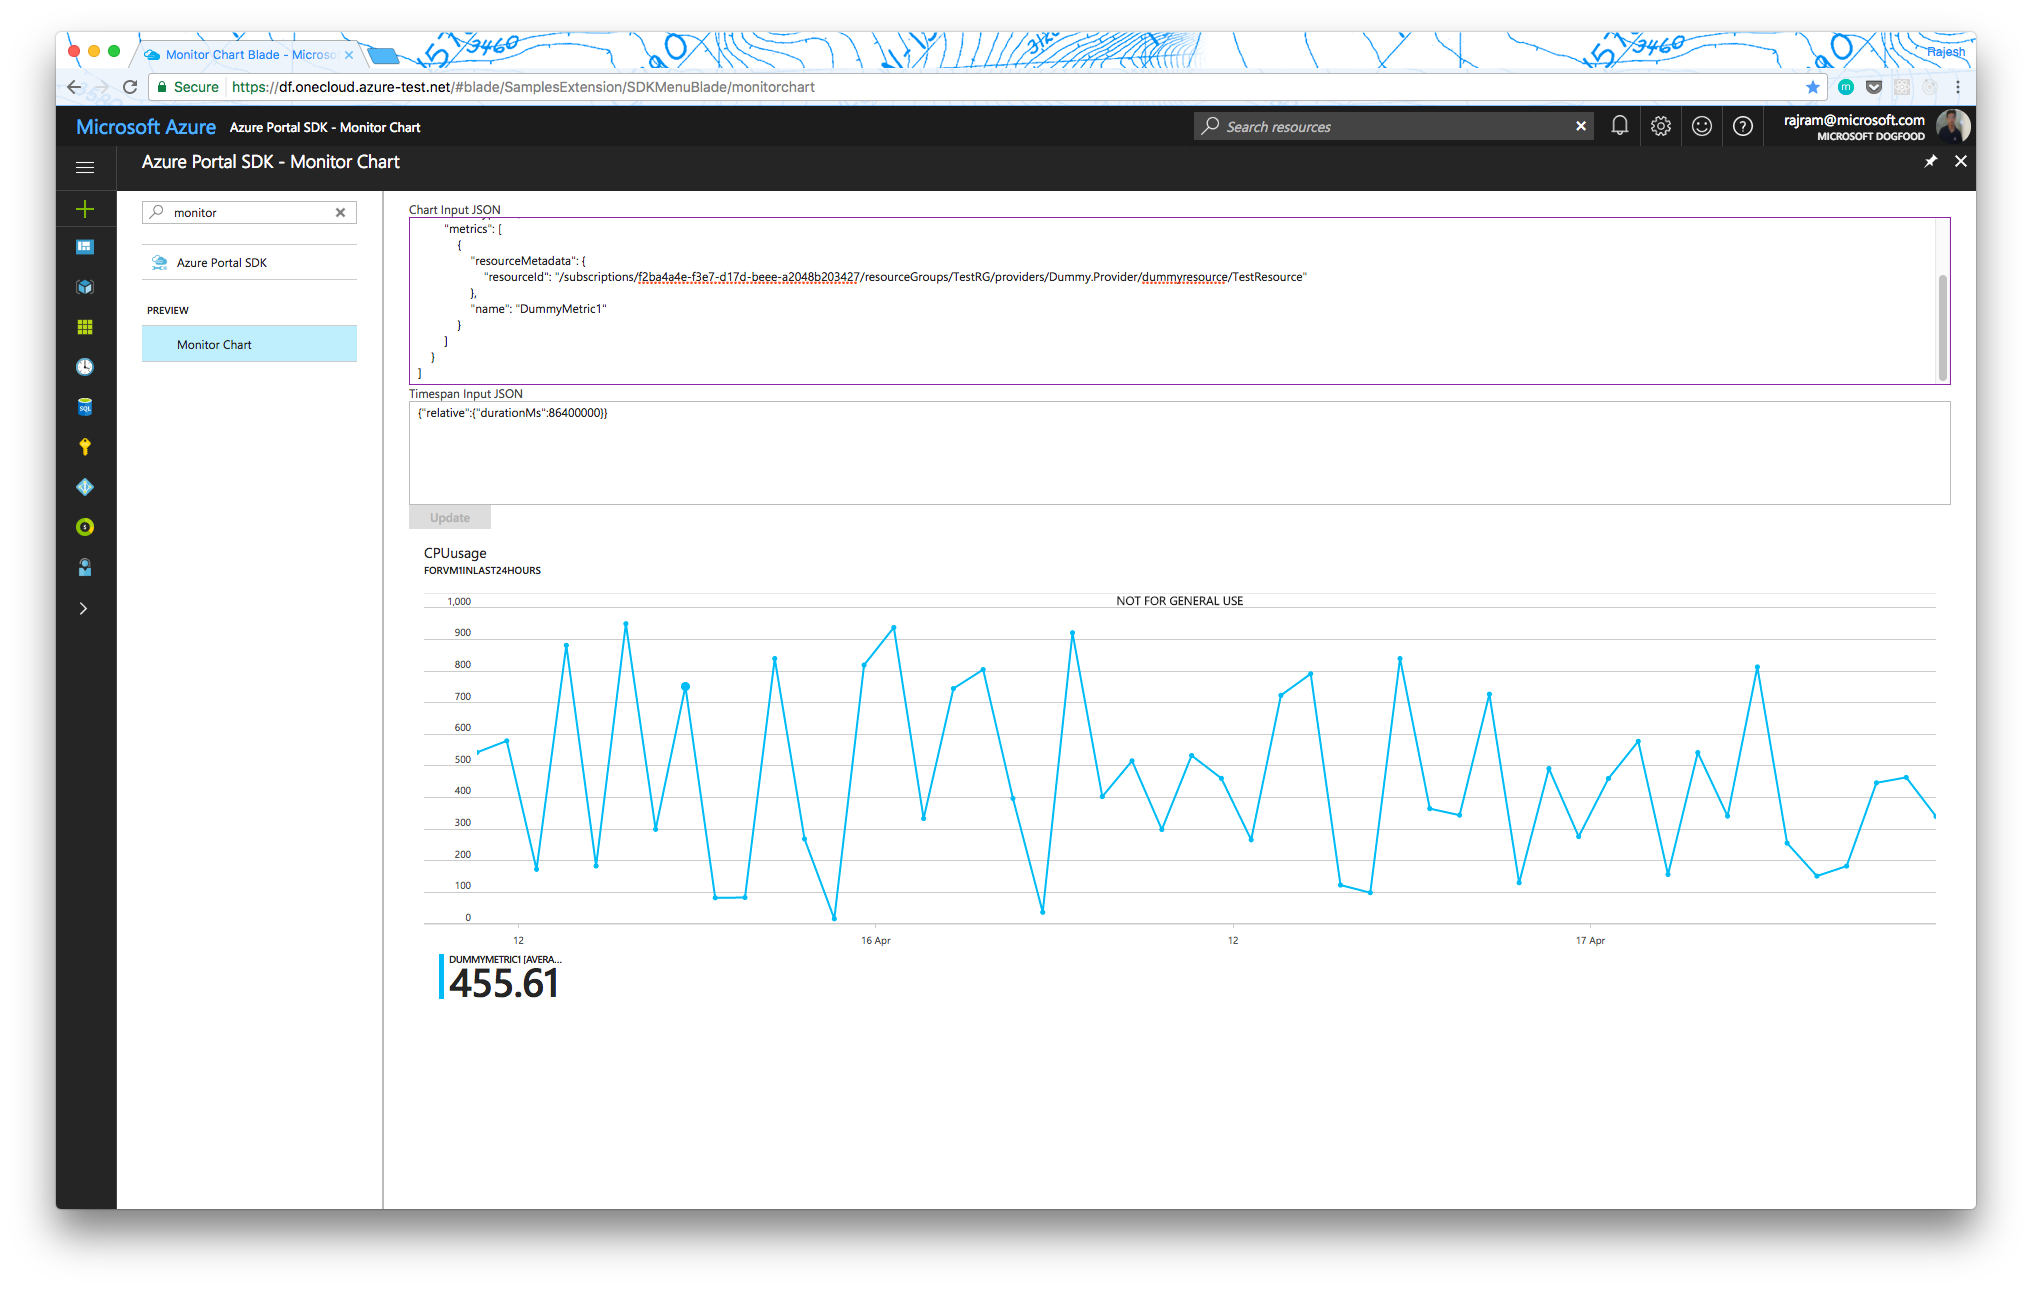 Monitor Chart Blade - Microso
Rajesh
Secure
https://df.onecloud.azure-test.net/#blade/SamplesExtension/SDKMenuBlade/monitorchart
Microsoft Azure
Azure Portal SDK - Monitor Chart
Search resources
rajram@microsoft.com
MICROSOFT DOGFOOD
Azure Portal SDK - Monitor Chart
monitor
Azure Portal SDK
PREVIEW
Monitor Chart
Chart Input JSON
"metrics": [
{
"resourceMetadata": {
"resourceId": "/subscriptions/f2ba4a4e-f3e7-d17d-beee-a2048b203427/resourceGroups/TestRG/providers/Dummy.Provider/dummyresource/TestResource"
},
"name": "DummyMetric1"
}
]
}
]
Timespan Input JSON
{"relative":{"durationMs":86400000}}
Update
CPUusage
FORVM1INLAST24HOURS
NOT FOR GENERAL USE
1,000
900
800
700
600
500
400
300
200
100
0
12
16 Apr
12
17 Apr
DUMMYMETRIC1 (AVERA...
455.61